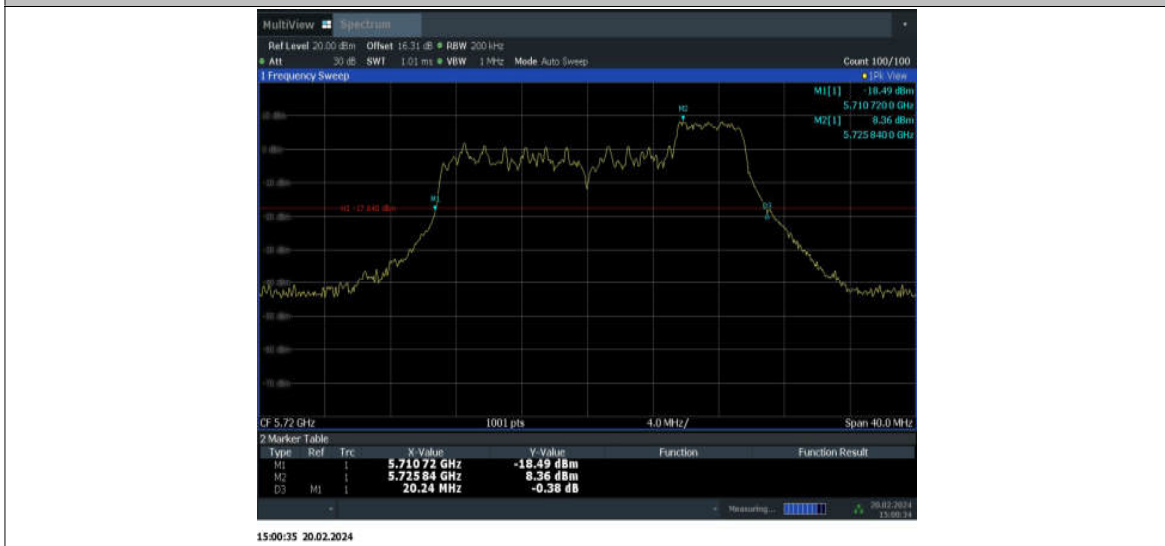 MultiView Spectrum
Ref Level 20.00 dBm Offset 16.31 dB RBW 200 kHz
Att 30 dB SWT 1.01 ms VBW 1 MHz Mode Auto Sweep Count 100/100
1 Frequency Sweep 1Pk View
M1[1] -18.49 dBm
5.710 720 0 GHz
M2[1] 8.36 dBm
5.725 840 0 GHz
M2
M1
D3
CF 5.72 GHz 1001 pts 4.0 MHz/ Span 40.0 MHz
2 Marker Table
Type Ref Trc X-Value Y-Value Function Function Result
M1 1 5.710 72 GHz -18.49 dBm
M2 1 5.725 84 GHz 8.36 dBm
D3 M1 1 20.24 MHz -0.38 dB
Measuring... 20.02.2024
15:00:34
15:00:35 20.02.2024